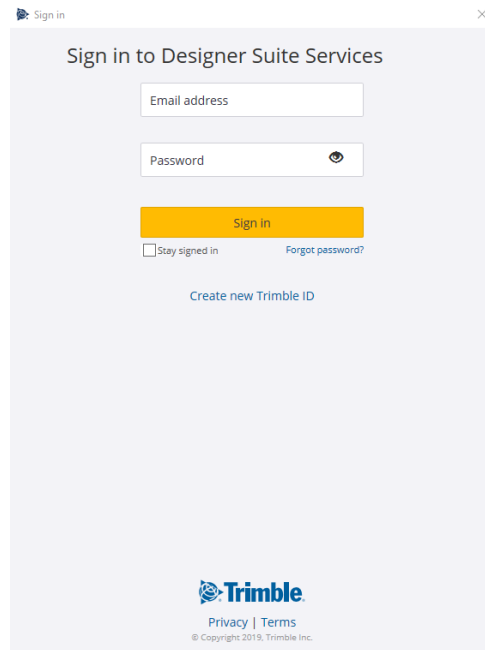 Sign in
Sign in to Designer Suite Services
Email address
Password
Sign in
Stay signed in Forgot password?
Create new Trimble ID
Trimble.
Privacy | Terms
© Copyright 2019, Trimble Inc.